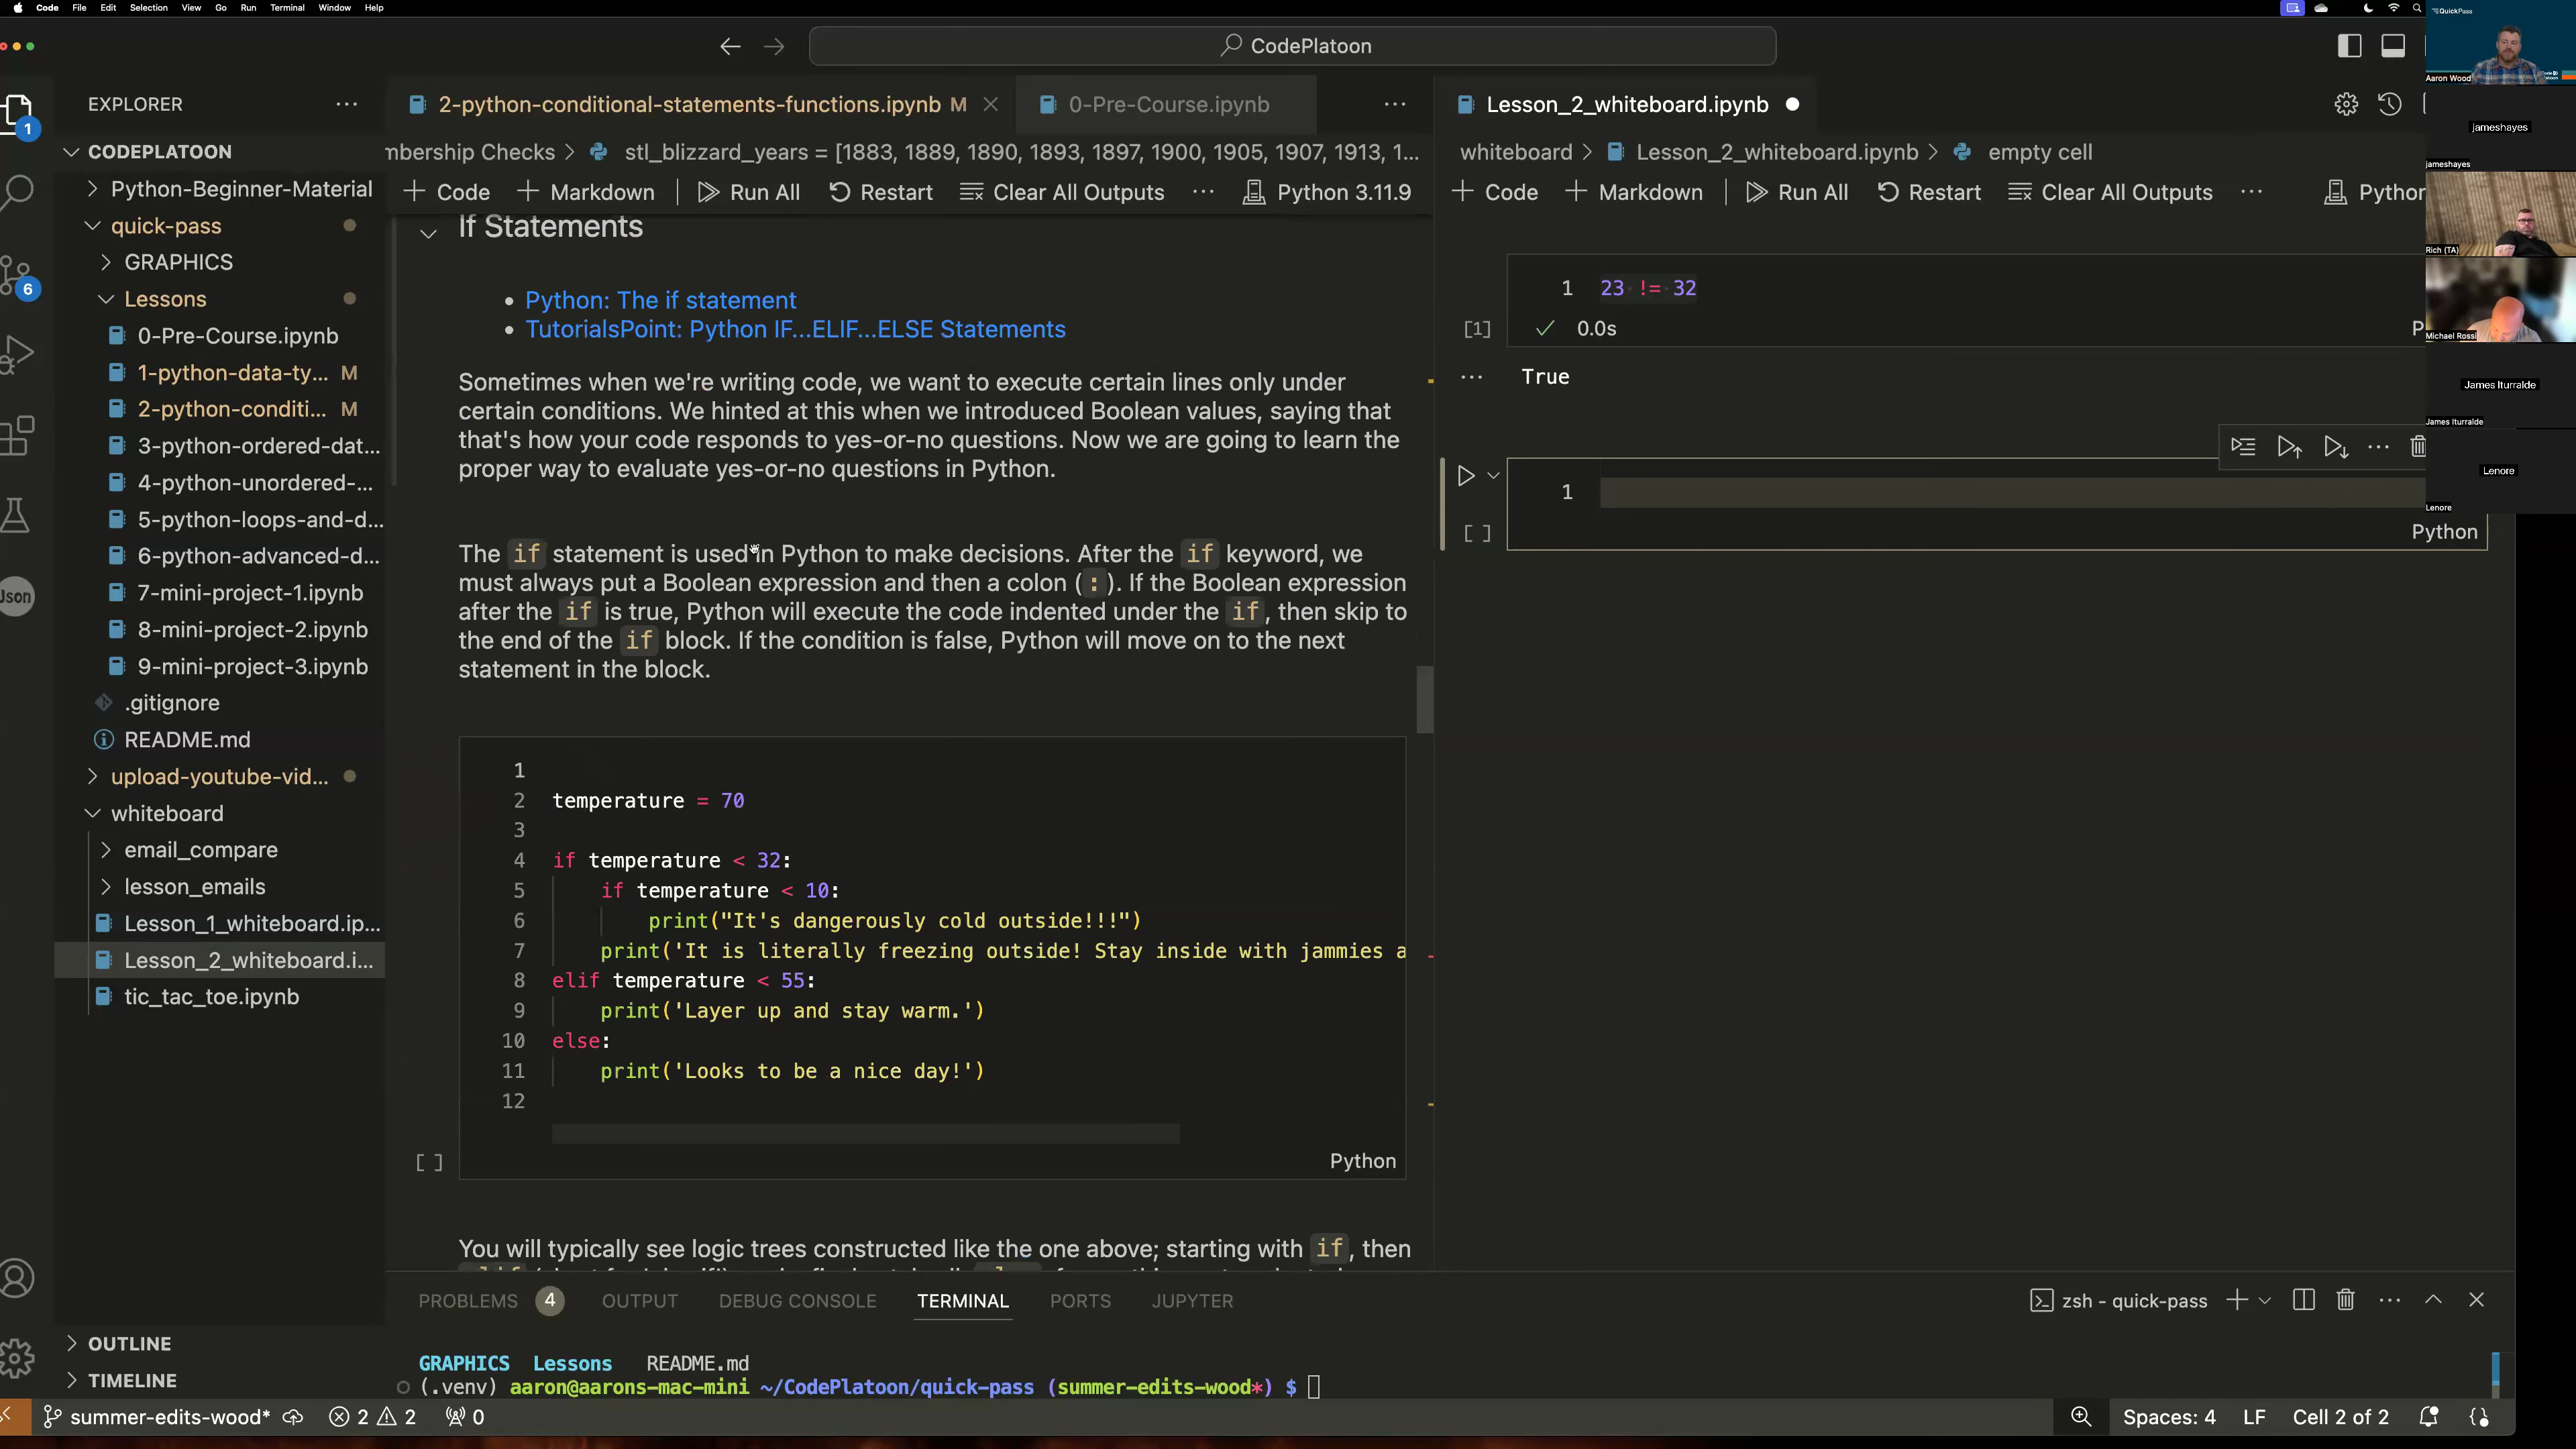 Code File Edit Selection View Go Run Terminal Window Help
CodePlatoon
QuickPass
Aaron Wood
jameshayes
jameshayes
Rich (TA)
Michael Rossi
James Iturralde
James Iturralde
Lenore
Lenore
EXPLORER
1
6
Json
CODEPLATOON
Python-Beginner-Material
quick-pass
GRAPHICS
Lessons
0-Pre-Course.ipynb
1-python-data-ty... M
2-python-conditi... M
3-python-ordered-dat...
4-python-unordered-...
5-python-loops-and-d...
6-python-advanced-d...
7-mini-project-1.ipynb
8-mini-project-2.ipynb
9-mini-project-3.ipynb
.gitignore
README.md
upload-youtube-vid...
whiteboard
email_compare
lesson_emails
Lesson_1_whiteboard.ip...
Lesson_2_whiteboard.i...
tic_tac_toe.ipynb
OUTLINE
TIMELINE
2-python-conditional-statements-functions.ipynb M 0-Pre-Course.ipynb
mbership Checks > stl_blizzard_years = [1883, 1889, 1890, 1893, 1897, 1900, 1905, 1907, 1913, 1...
+ Code + Markdown Run All Restart Clear All Outputs ... Python 3.11.9
If Statements
• Python: The if statement
• TutorialsPoint: Python IF...ELIF...ELSE Statements
Sometimes when we're writing code, we want to execute certain lines only under
certain conditions. We hinted at this when we introduced Boolean values, saying that
that's how your code responds to yes-or-no questions. Now we are going to learn the
proper way to evaluate yes-or-no questions in Python.
The if statement is used in Python to make decisions. After the if keyword, we
must always put a Boolean expression and then a colon (:). If the Boolean expression
after the if is true, Python will execute the code indented under the if, then skip to
the end of the if block. If the condition is false, Python will move on to the next
statement in the block.
1
2 temperature = 70
3
4 if temperature < 32:
5 if temperature < 10:
6 print("It's dangerously cold outside!!!")
7 print('It is literally freezing outside! Stay inside with jammies a
8 elif temperature < 55:
9 print('Layer up and stay warm.')
10 else:
11 print('Looks to be a nice day!')
12
[ ]
Python
You will typically see logic trees constructed like the one above; starting with if, then
Lesson_2_whiteboard.ipynb
whiteboard > Lesson_2_whiteboard.ipynb > empty cell
+ Code + Markdown Run All Restart Clear All Outputs ... Python
1 23 != 32
[1] ✓ 0.0s
... True
1
[ ]
Python
PROBLEMS 4 OUTPUT DEBUG CONSOLE TERMINAL PORTS JUPYTER
zsh - quick-pass
GRAPHICS Lessons README.md
(.venv) aaron@aarons-mac-mini ~/CodePlatoon/quick-pass (summer-edits-wood*) $
summer-edits-wood* 2 2 0
Spaces: 4 LF Cell 2 of 2